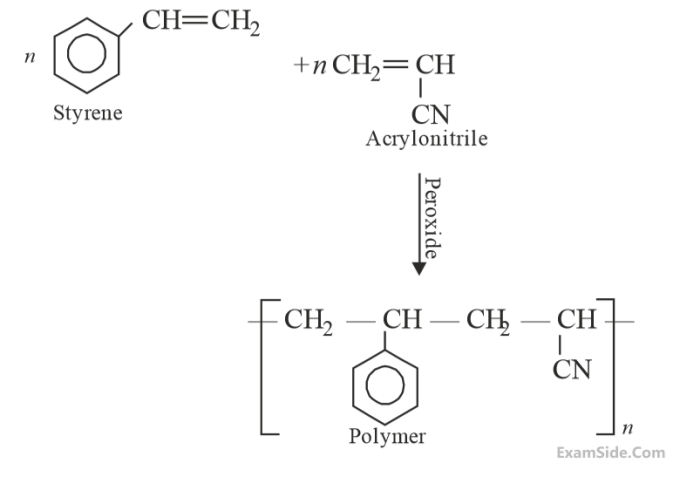 CH=CH₂
n
Styrene
+n CH₂=CH
CN
Acrylonitrile
Peroxide
CH₂ — CH — CH₂ — CH
CN
n
Polymer
ExamSide.Com